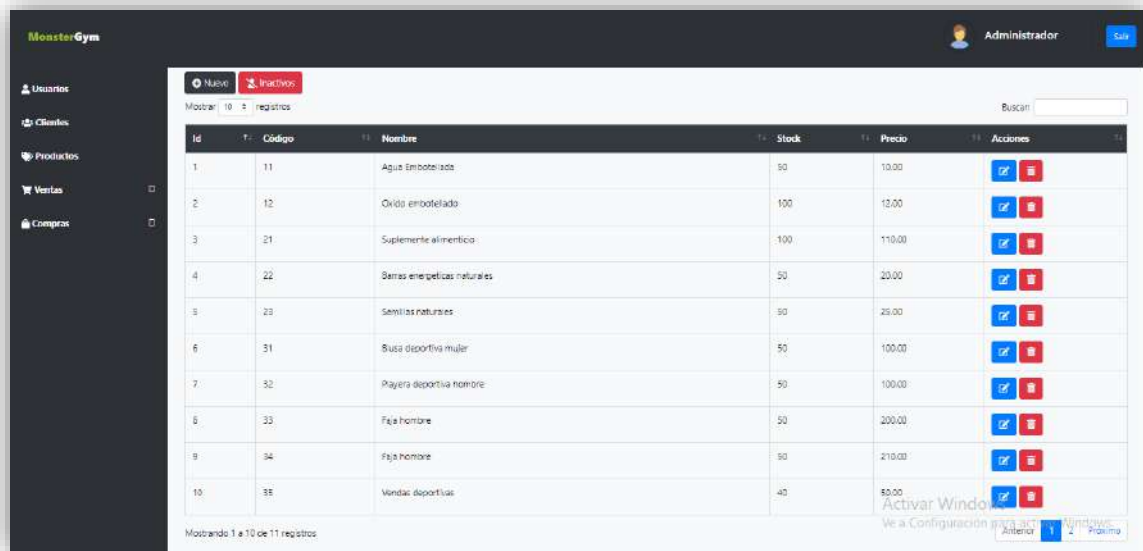 MonsterGym
Administrador
Salir
Usuarios
Clientes
Productos
Ventas
Compras
Nuevo
Inactivos
Mostrar 10 registros
Buscar:
Id Código Nombre Stock Precio Acciones
1 11 Agua Embotellada 50 10.00
2 12 Oxido embotellado 100 12.00
3 21 Suplemente alimenticio 100 110.00
4 22 Barras energeticas naturales 50 20.00
5 23 Semillas naturales 50 25.00
6 31 Blusa deportiva mujer 50 100.00
7 32 Playera deportiva hombre 50 100.00
8 33 Faja hombre 50 200.00
9 34 Faja hombre 50 210.00
10 35 Vendas deportivas 40 50.00
Mostrando 1 a 10 de 11 registros
Activar Windows
Ve a Configuración para activar Windows.
Anterior 1 2 Proximo